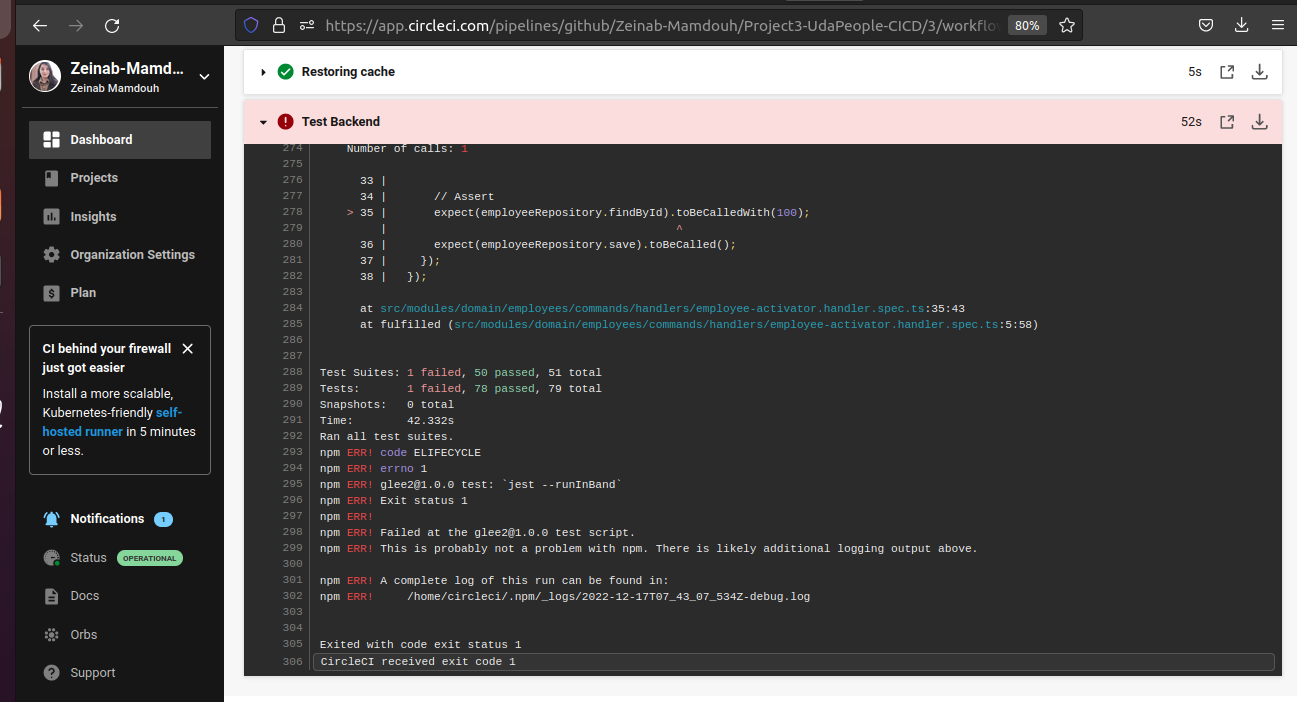 https://app.circleci.com/pipelines/github/Zeinab-Mamdouh/Project3-UdaPeople-CICD/3/workflo
80%
Zeinab-Mamd...
Zeinab Mamdouh
Dashboard
Projects
Insights
Organization Settings
Plan
CI behind your firewall
just got easier
Install a more scalable,
Kubernetes-friendly self-
hosted runner in 5 minutes
or less.
Notifications 1
Status OPERATIONAL
Docs
Orbs
Support
Restoring cache 5s
Test Backend 52s
274 Number of calls: 1
275
276 33 |
277 34 | // Assert
278 > 35 | expect(employeeRepository.findById).toBeCalledWith(100);
279 | ^
280 36 | expect(employeeRepository.save).toBeCalled();
281 37 | });
282 38 | });
283
284 at src/modules/domain/employees/commands/handlers/employee-activator.handler.spec.ts:35:43
285 at fulfilled (src/modules/domain/employees/commands/handlers/employee-activator.handler.spec.ts:5:58)
286
287
288 Test Suites: 1 failed, 50 passed, 51 total
289 Tests: 1 failed, 78 passed, 79 total
290 Snapshots: 0 total
291 Time: 42.332s
292 Ran all test suites.
293 npm ERR! code ELIFECYCLE
294 npm ERR! errno 1
295 npm ERR! glee2@1.0.0 test: `jest --runInBand`
296 npm ERR! Exit status 1
297 npm ERR!
298 npm ERR! Failed at the glee2@1.0.0 test script.
299 npm ERR! This is probably not a problem with npm. There is likely additional logging output above.
300
301 npm ERR! A complete log of this run can be found in:
302 npm ERR! /home/circleci/.npm/_logs/2022-12-17T07_43_07_534Z-debug.log
303
304
305 Exited with code exit status 1
306 CircleCI received exit code 1